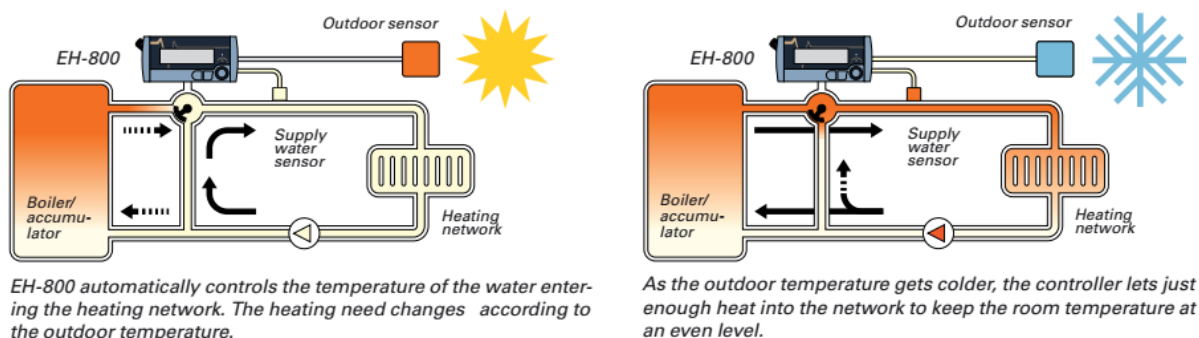 Outdoor sensor
EH-800
Supply
water
sensor
Boiler/
accumu-
lator
Heating
network
EH-800 automatically controls the temperature of the water enter-
ing the heating network. The heating need changes according to
the outdoor temperature.
Outdoor sensor
EH-800
Supply
water
sensor
Boiler/
accumu-
lator
Heating
network
As the outdoor temperature gets colder, the controller lets just
enough heat into the network to keep the room temperature at
an even level.